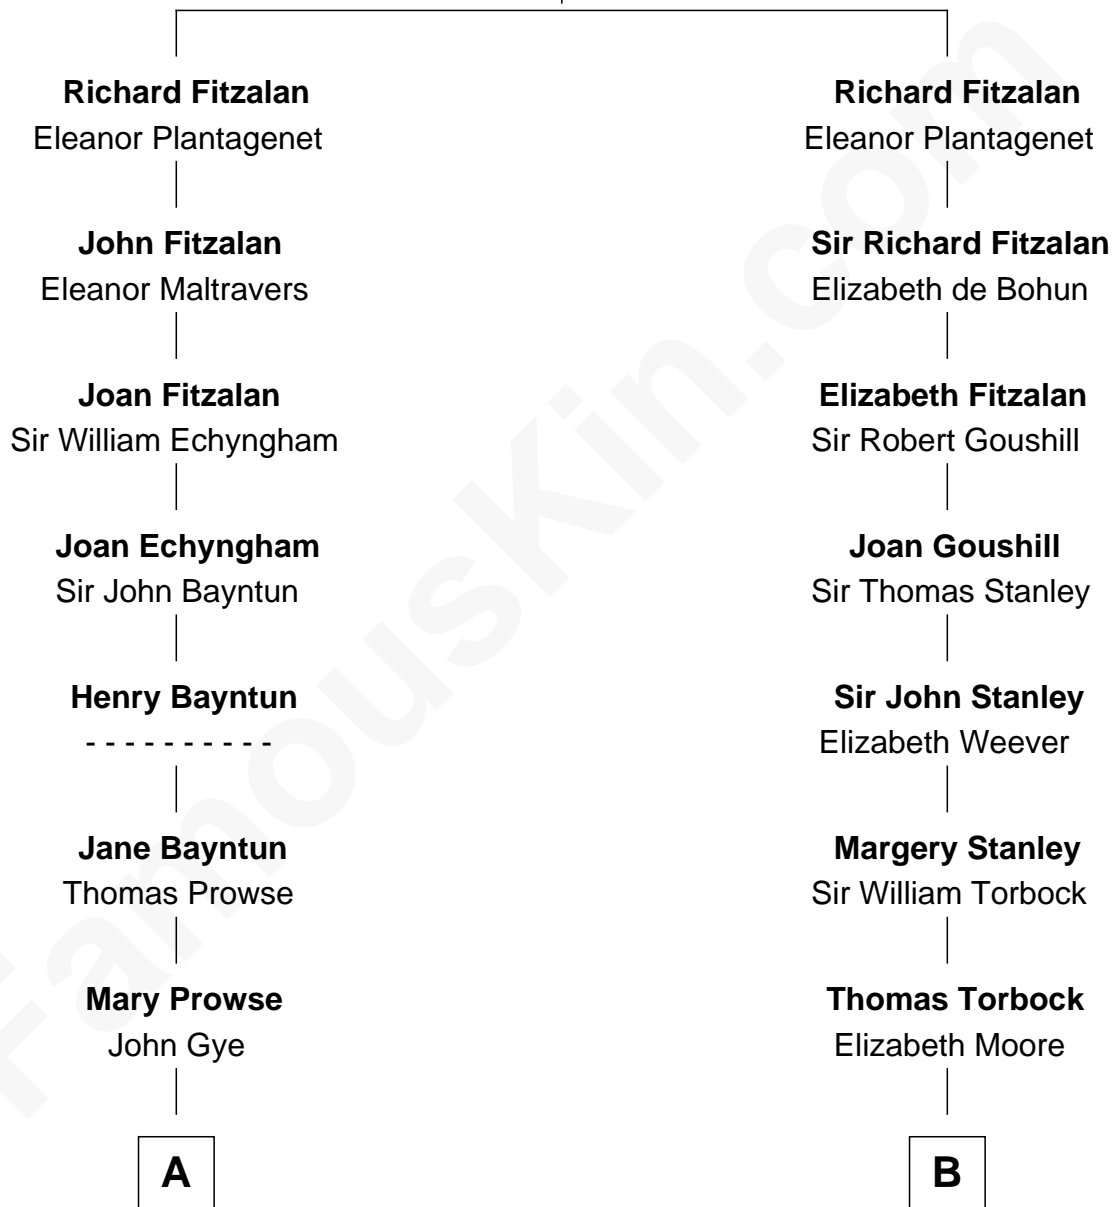 Richard Fitzalan
Eleanor Plantagenet
John Fitzalan
Eleanor Maltravers
Joan Fitzalan
Sir William Echyngham
Joan Echyngham
Sir John Bayntun
Henry Bayntun
- - - - - - - - - -
Jane Bayntun
Thomas Prowse
Mary Prowse
John Gye
A
Richard Fitzalan
Eleanor Plantagenet
Sir Richard Fitzalan
Elizabeth de Bohun
Elizabeth Fitzalan
Sir Robert Goushill
Joan Goushill
Sir Thomas Stanley
Sir John Stanley
Elizabeth Weever
Margery Stanley
Sir William Torbock
Thomas Torbock
Elizabeth Moore
B
FamousKin.com